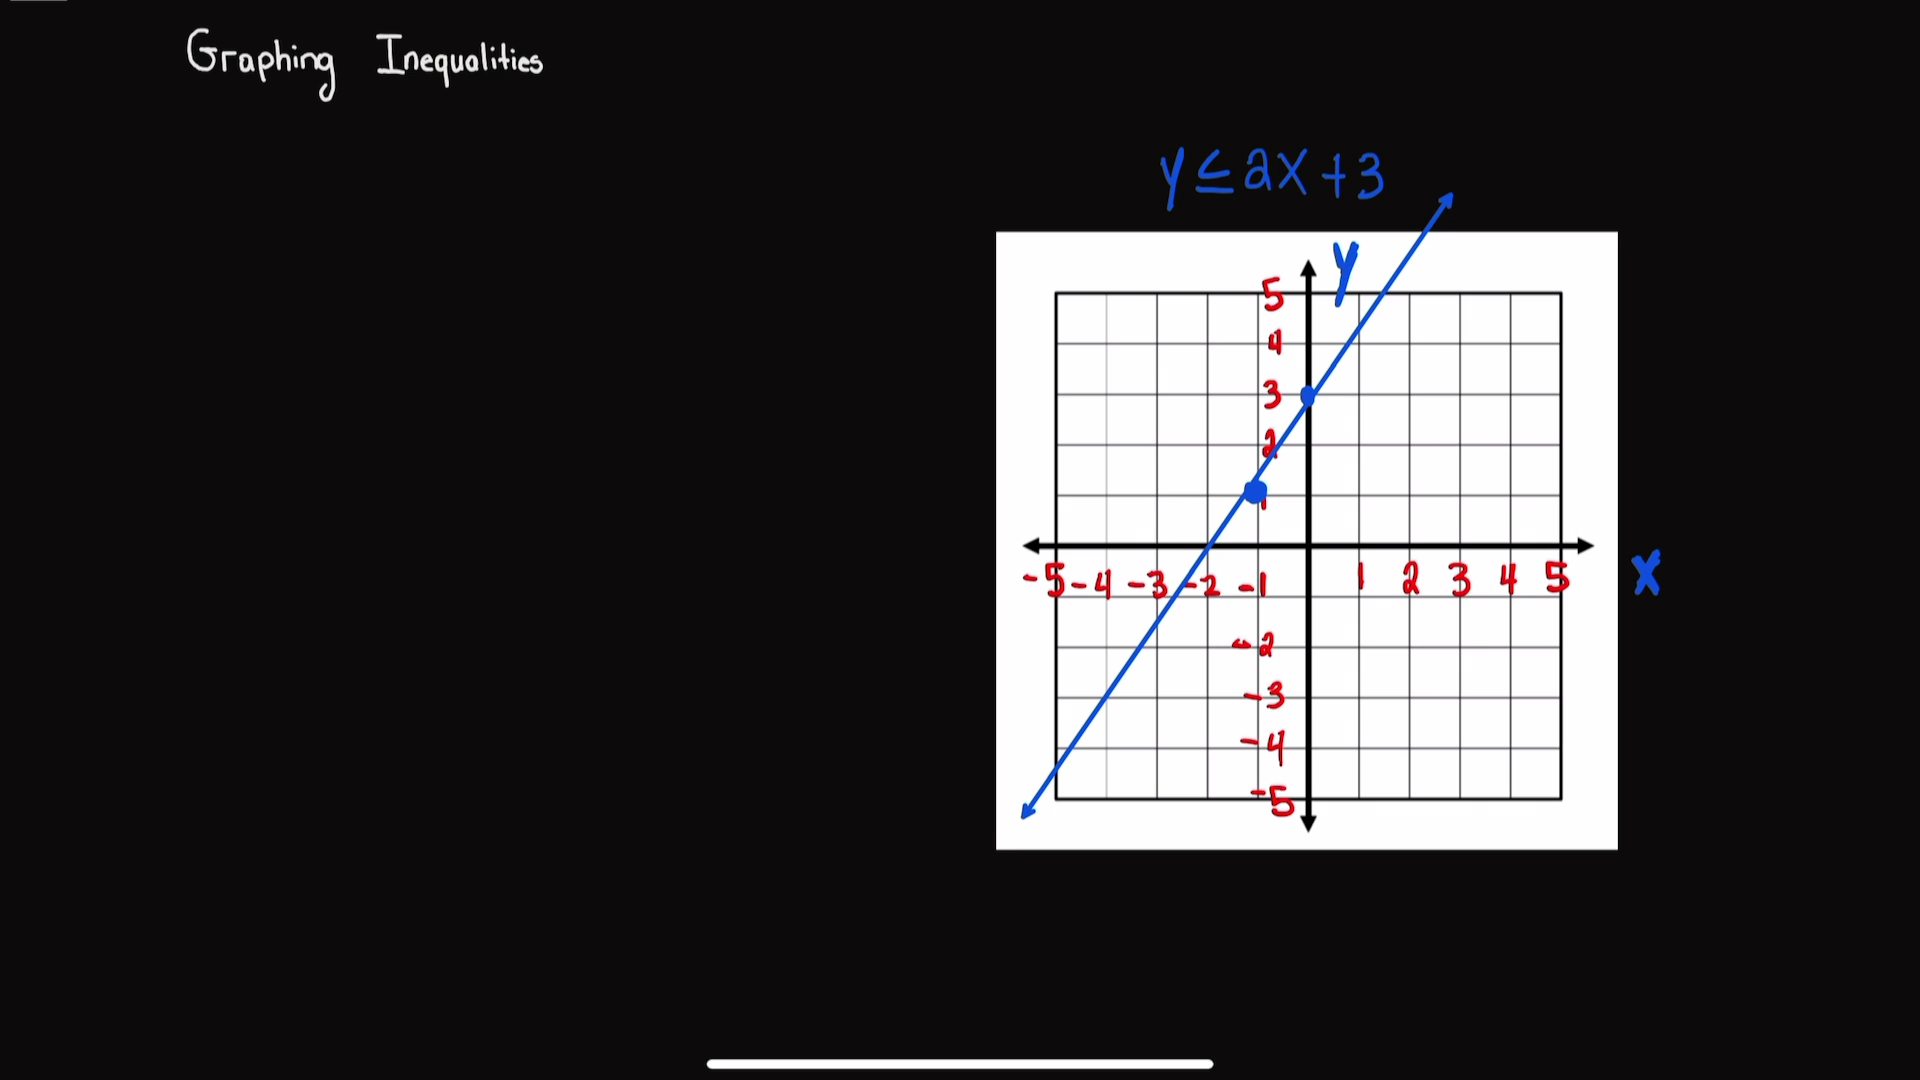 Graphing Inequalities
y ≤ 2x + 3
y
5
4
3
2
1
-5 -4 -3 -2 -1 1 2 3 4 5
x
-2
-3
-4
-5